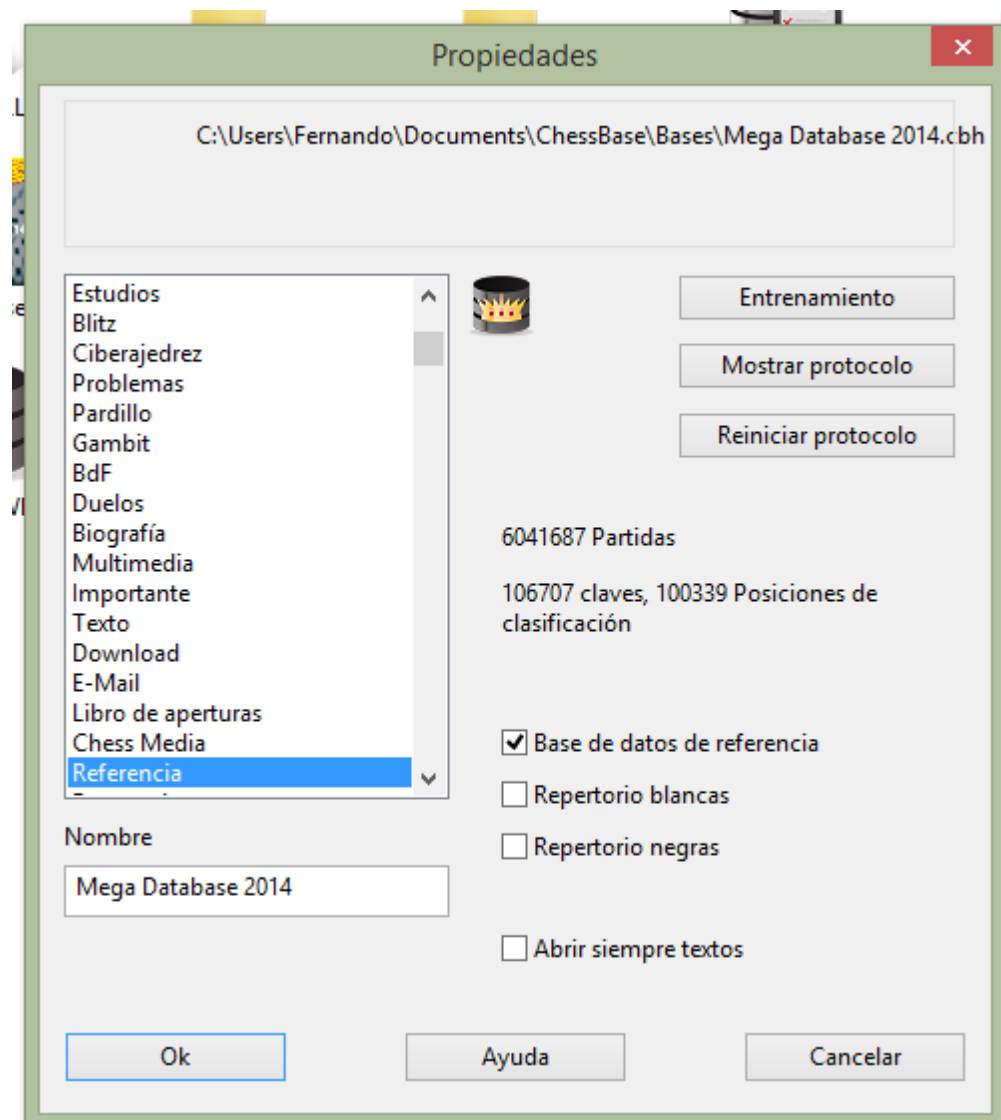 Propiedades
C:\Users\Fernando\Documents\ChessBase\Bases\Mega Database 2014.cbh
Estudios
Blitz
Ciberajedrez
Problemas
Pardillo
Gambit
BdF
Duelos
Biografía
Multimedia
Importante
Texto
Download
E-Mail
Libro de aperturas
Chess Media
Referencia
Entrenamiento
Mostrar protocolo
Reiniciar protocolo
6041687 Partidas
106707 claves, 100339 Posiciones de
clasificación
Base de datos de referencia
Repertorio blancas
Repertorio negras
Nombre
Mega Database 2014
Abrir siempre textos
Ok
Ayuda
Cancelar